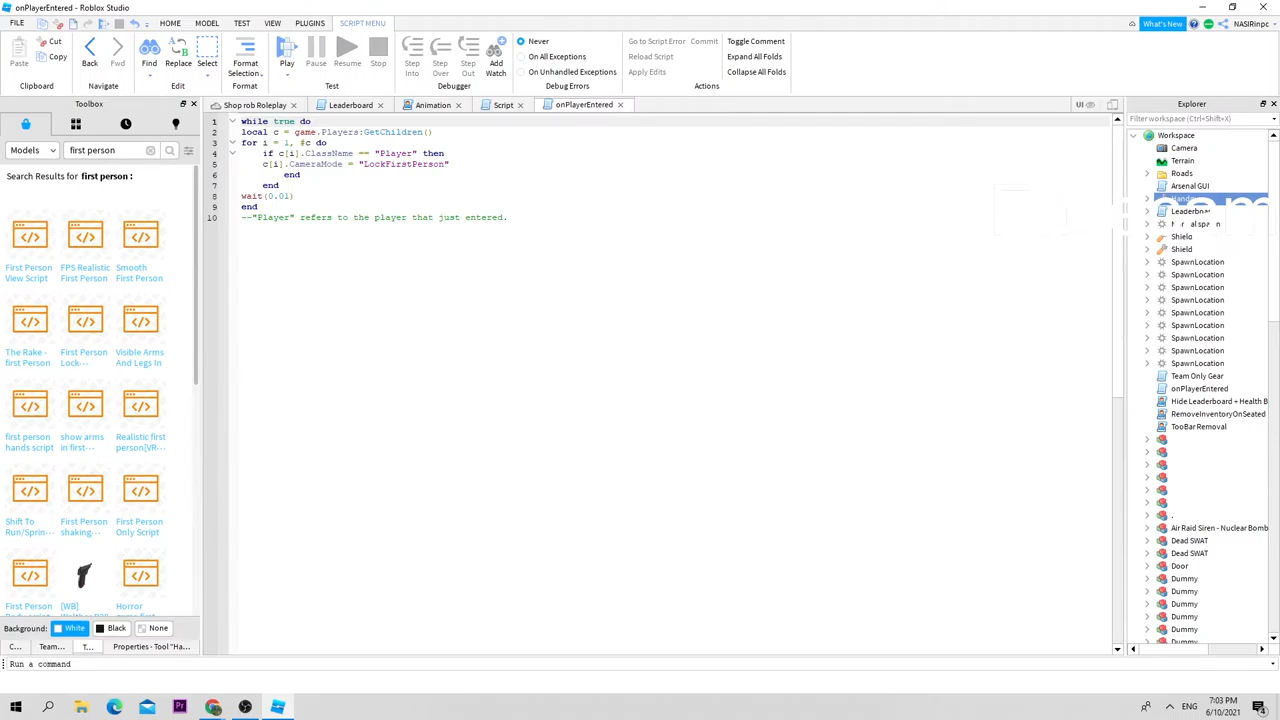 onPlayerEntered - Roblox Studio
FILE
HOME
MODEL
TEST
VIEW
PLUGINS
SCRIPT MENU
What's New
NASIRinpc
Paste
Cut
Copy
Clipboard
Back
Fwd
Navigate
Find
Replace
Select
Edit
Format
Selection
Format
Play
Pause
Resume
Stop
Test
Step
Into
Step
Over
Step
Out
Add
Watch
Debugger
Never
On All Exceptions
On Unhandled Exceptions
Debug Errors
Go to Script Error
Commit
Reload Script
Apply Edits
Toggle Comment
Expand All Folds
Collapse All Folds
Actions
Toolbox
Models
first person
Search Results for first person :
First Person
View Script
FPS Realistic
First Person
Smooth
First Person
The Rake -
first Person
First Person
Lock...
Visible Arms
And Legs In
first person
hands script
show arms
in first...
Realistic first
person[VR...
Shift To
Run/Sprin...
First Person
shaking...
First Person
Only Script
First Person
[WB]
Horror
Background:
White
Black
None
C...
Team...
T...
Properties - Tool "Ha...
Run a command
Shop rob Roleplay
Leaderboard
Animation
Script
onPlayerEntered
UI
1 while true do
2 local c = game.Players:GetChildren()
3 for i = 1, #c do
4 if c[i].ClassName == "Player" then
5 c[i].CameraMode = "LockFirstPerson"
6 end
7 end
8 wait(0.01)
9 end
10 --"Player" refers to the player that just entered.
Explorer
Filter workspace (Ctrl+Shift+X)
Workspace
Camera
Terrain
Roads
Arsenal GUI
Leaderboard
Normal spawn
Shield
Shield
SpawnLocation
SpawnLocation
SpawnLocation
SpawnLocation
SpawnLocation
SpawnLocation
SpawnLocation
SpawnLocation
SpawnLocation
Team Only Gear
onPlayerEntered
Hide Leaderboard + Health B
RemoveInventoryOnSeated
TooBar Removal
.
Air Raid Siren - Nuclear Bomb
Dead SWAT
Dead SWAT
Door
Dummy
Dummy
Dummy
Dummy
Dummy
Dummy
ENG
7:03 PM
6/10/2021
4